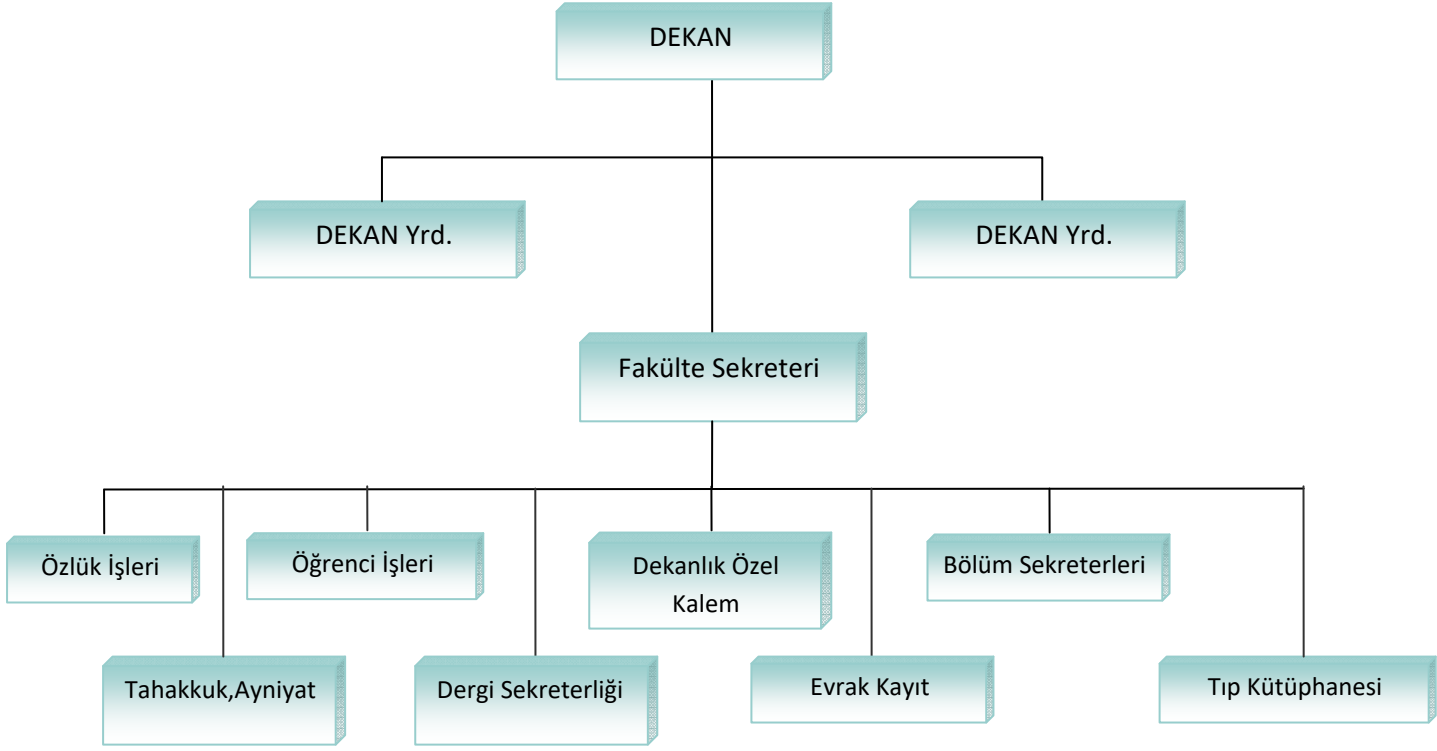 DEKAN
DEKAN Yrd.
DEKAN Yrd.
Fakülte Sekreteri
Özlük İşleri
Öğrenci İşleri
Dekanlık Özel
Kalem
Bölüm Sekreterleri
Tahakkuk,Ayniyat
Dergi Sekreterliği
Evrak Kayıt
Tıp Kütüphanesi